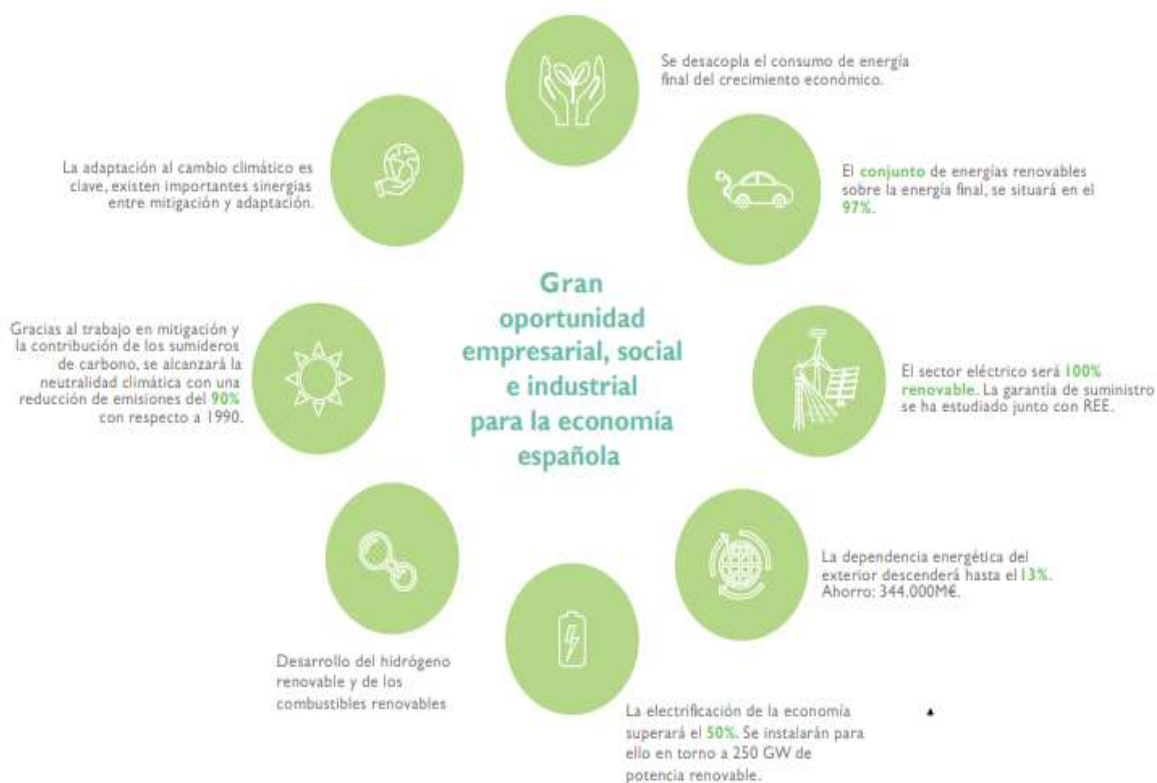 Se desacopla el consumo de energía
final del crecimiento económico.
El conjunto de energías renovables
sobre la energía final, se situará en el
97%.
El sector eléctrico será 100%
renovable. La garantía de suministro
se ha estudiado junto con REE.
La dependencia energética del
exterior descenderá hasta el 13%.
Ahorro: 344.000M€.
La electrificación de la economía
superará el 50%. Se instalarán para
ello en torno a 250 GW de
potencia renovable.
Desarrollo del hidrógeno
renovable y de los
combustibles renovables
Gracias al trabajo en mitigación y
la contribución de los sumideros
de carbono, se alcanzará la
neutralidad climática con una
reducción de emisiones del 90%
con respecto a 1990.
La adaptación al cambio climático es
clave, existen importantes sinergias
entre mitigación y adaptación.
Gran
oportunidad
empresarial, social
e industrial
para la economía
española